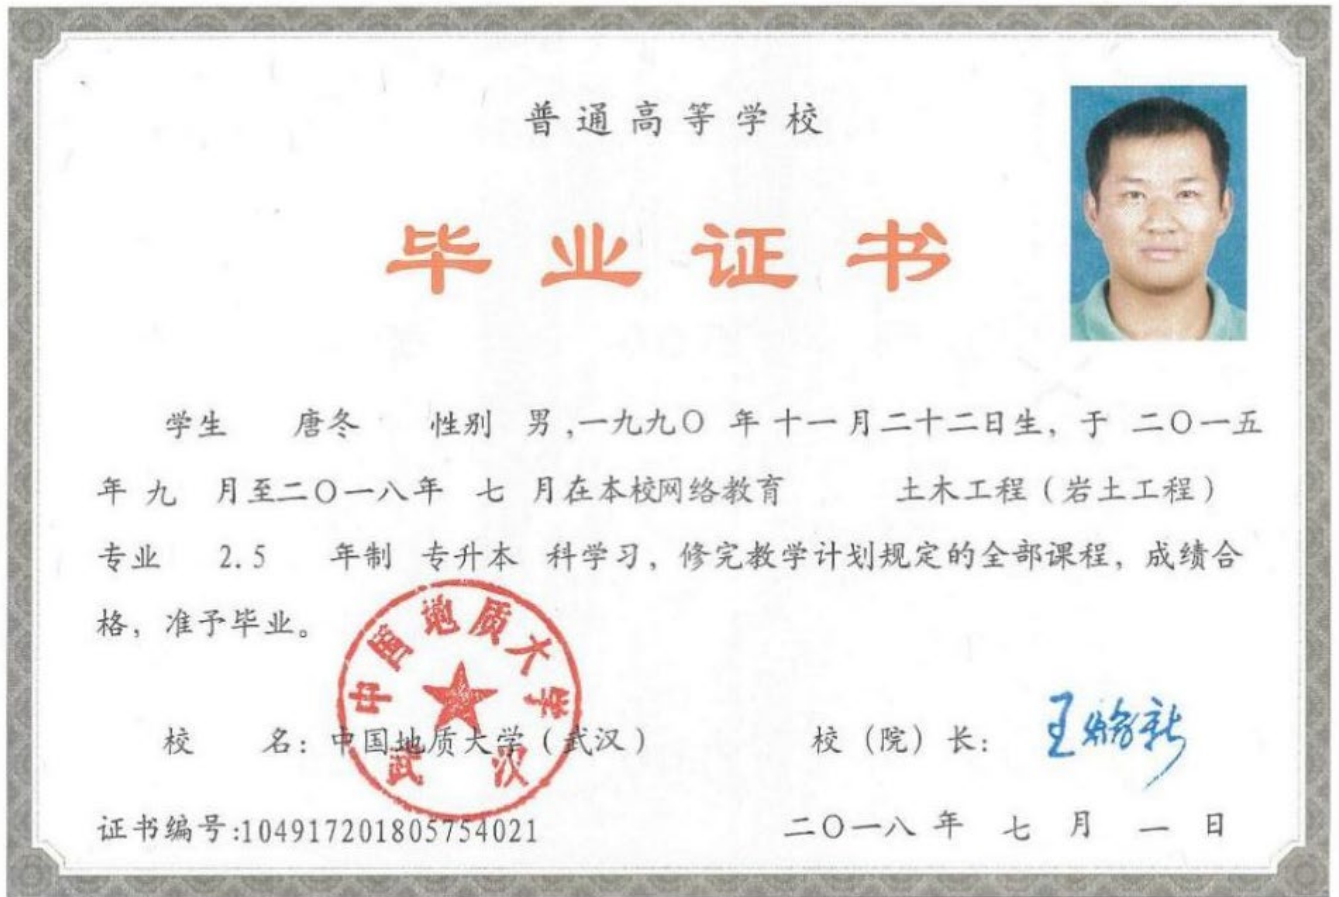 普通高等学校
毕业证书
学生 唐冬 性别 男,一九九〇年十一月二十二日生，于二〇一五
年九月至二〇一八年七月在本校网络教育 土木工程（岩土工程）
专业 2.5 年制 专升本 科学习，修完教学计划规定的全部课程，成绩合
格，准予毕业。
中国地质大学
武汉
校 名：中国地质大学（武汉） 校（院）长：
证书编号:104917201805754021 二〇一八年七月一日